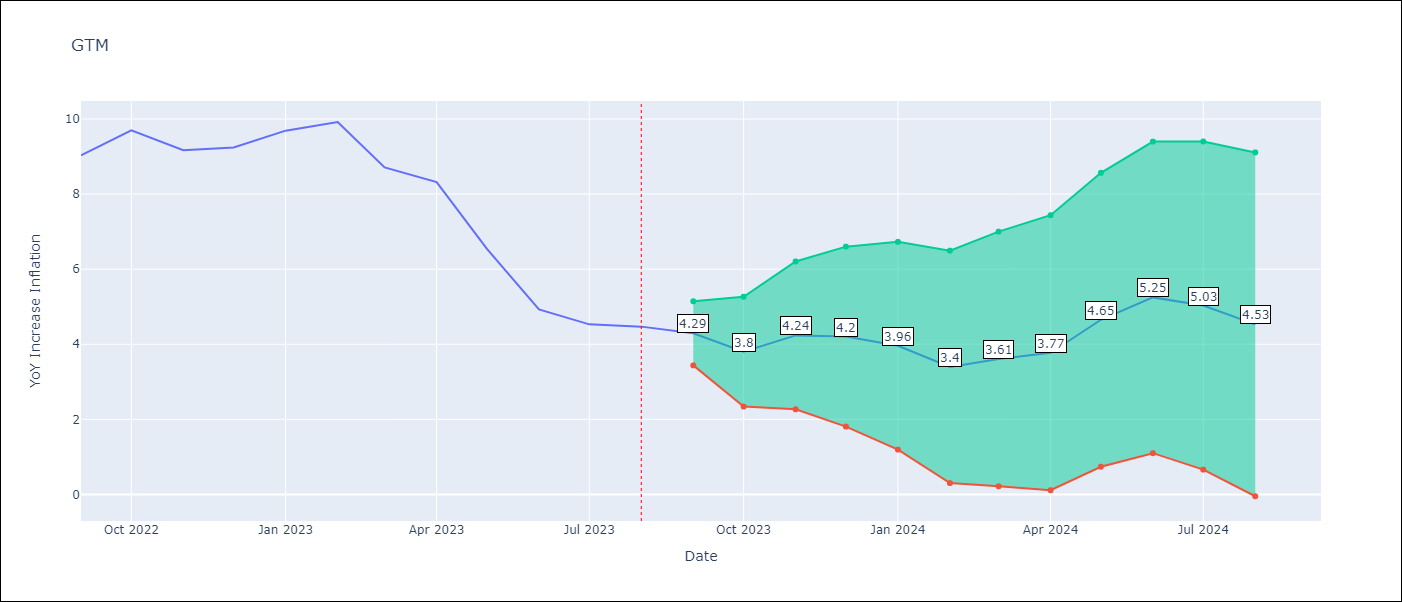 GTM
YoY Increase Inflation
10
8
6
4
2
0
4.29
3.8
4.24
4.2
3.96
3.4
3.61
3.77
4.65
5.25
5.03
4.53
Oct 2022
Jan 2023
Apr 2023
Jul 2023
Oct 2023
Jan 2024
Apr 2024
Jul 2024
Date